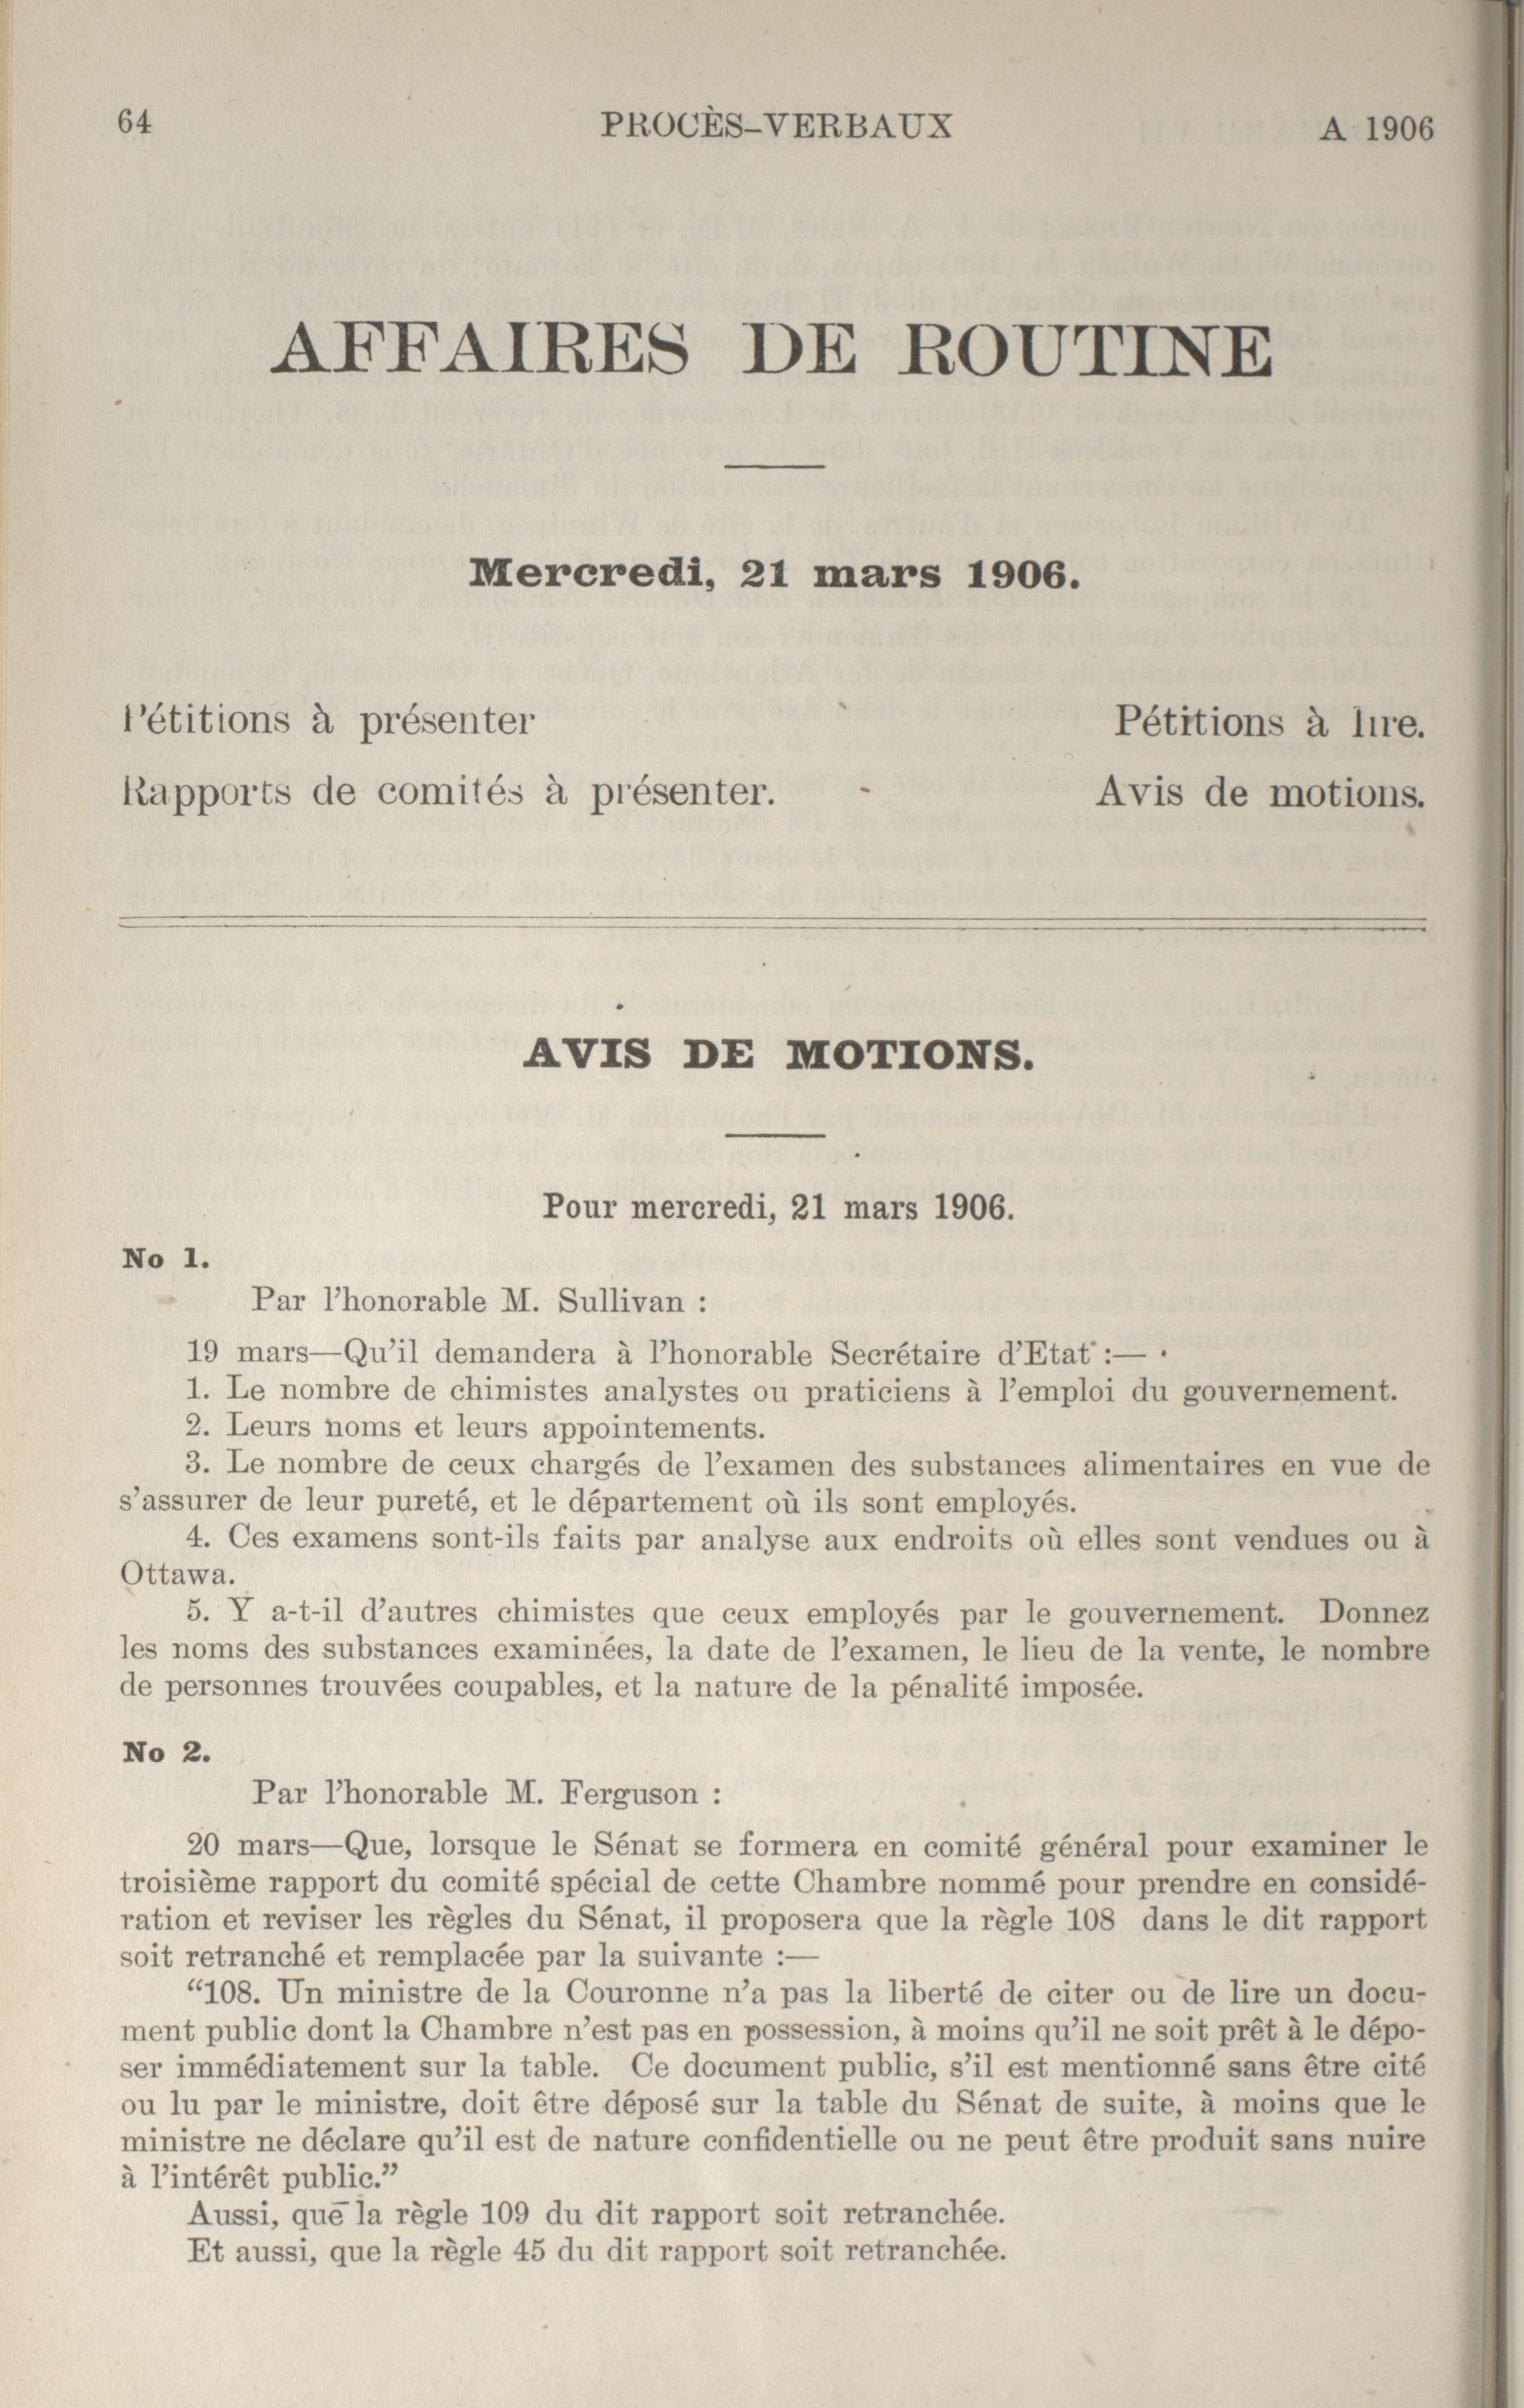 64 PROCÈS-VERBAUX A 1906
AFFAIRES DE ROUTINE
Mercredi, 21 mars 1906.
Pétitions à présenter Pétitions à lire.
Rapports de comités à présenter. Avis de motions.
AVIS DE MOTIONS.
Pour mercredi, 21 mars 1906.
No 1.
Par l'honorable M. Sullivan :
19 mars—Qu'il demandera à l'honorable Secrétaire d'Etat :—
1. Le nombre de chimistes analystes ou praticiens à l'emploi du gouvernement.
2. Leurs noms et leurs appointements.
3. Le nombre de ceux chargés de l'examen des substances alimentaires en vue de
s'assurer de leur pureté, et le département où ils sont employés.
4. Ces examens sont-ils faits par analyse aux endroits où elles sont vendues ou à
Ottawa.
5. Y a-t-il d'autres chimistes que ceux employés par le gouvernement. Donnez
les noms des substances examinées, la date de l'examen, le lieu de la vente, le nombre
de personnes trouvées coupables, et la nature de la pénalité imposée.
No 2.
Par l'honorable M. Ferguson :
20 mars—Que, lorsque le Sénat se formera en comité général pour examiner le
troisième rapport du comité spécial de cette Chambre nommé pour prendre en considé-
ration et reviser les règles du Sénat, il proposera que la règle 108 dans le dit rapport
soit retranché et remplacée par la suivante :—
“108. Un ministre de la Couronne n'a pas la liberté de citer ou de lire un docu-
ment public dont la Chambre n'est pas en possession, à moins qu'il ne soit prêt à le dépo-
ser immédiatement sur la table. Ce document public, s'il est mentionné sans être cité
ou lu par le ministre, doit être déposé sur la table du Sénat de suite, à moins que le
ministre ne déclare qu'il est de nature confidentielle ou ne peut être produit sans nuire
à l'intérêt public.”
Aussi, que la règle 109 du dit rapport soit retranchée.
Et aussi, que la règle 45 du dit rapport soit retranchée.